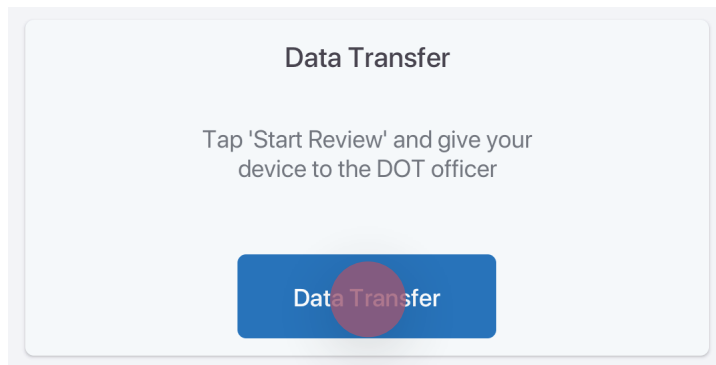 Data Transfer
Tap 'Start Review' and give your
device to the DOT officer
Data Transfer